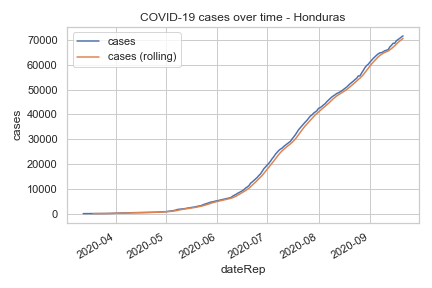 COVID-19 cases over time - Honduras
cases
cases (rolling)
70000
60000
50000
40000
30000
20000
10000
0
cases
2020-04
2020-05
2020-06
2020-07
2020-08
2020-09
dateRep